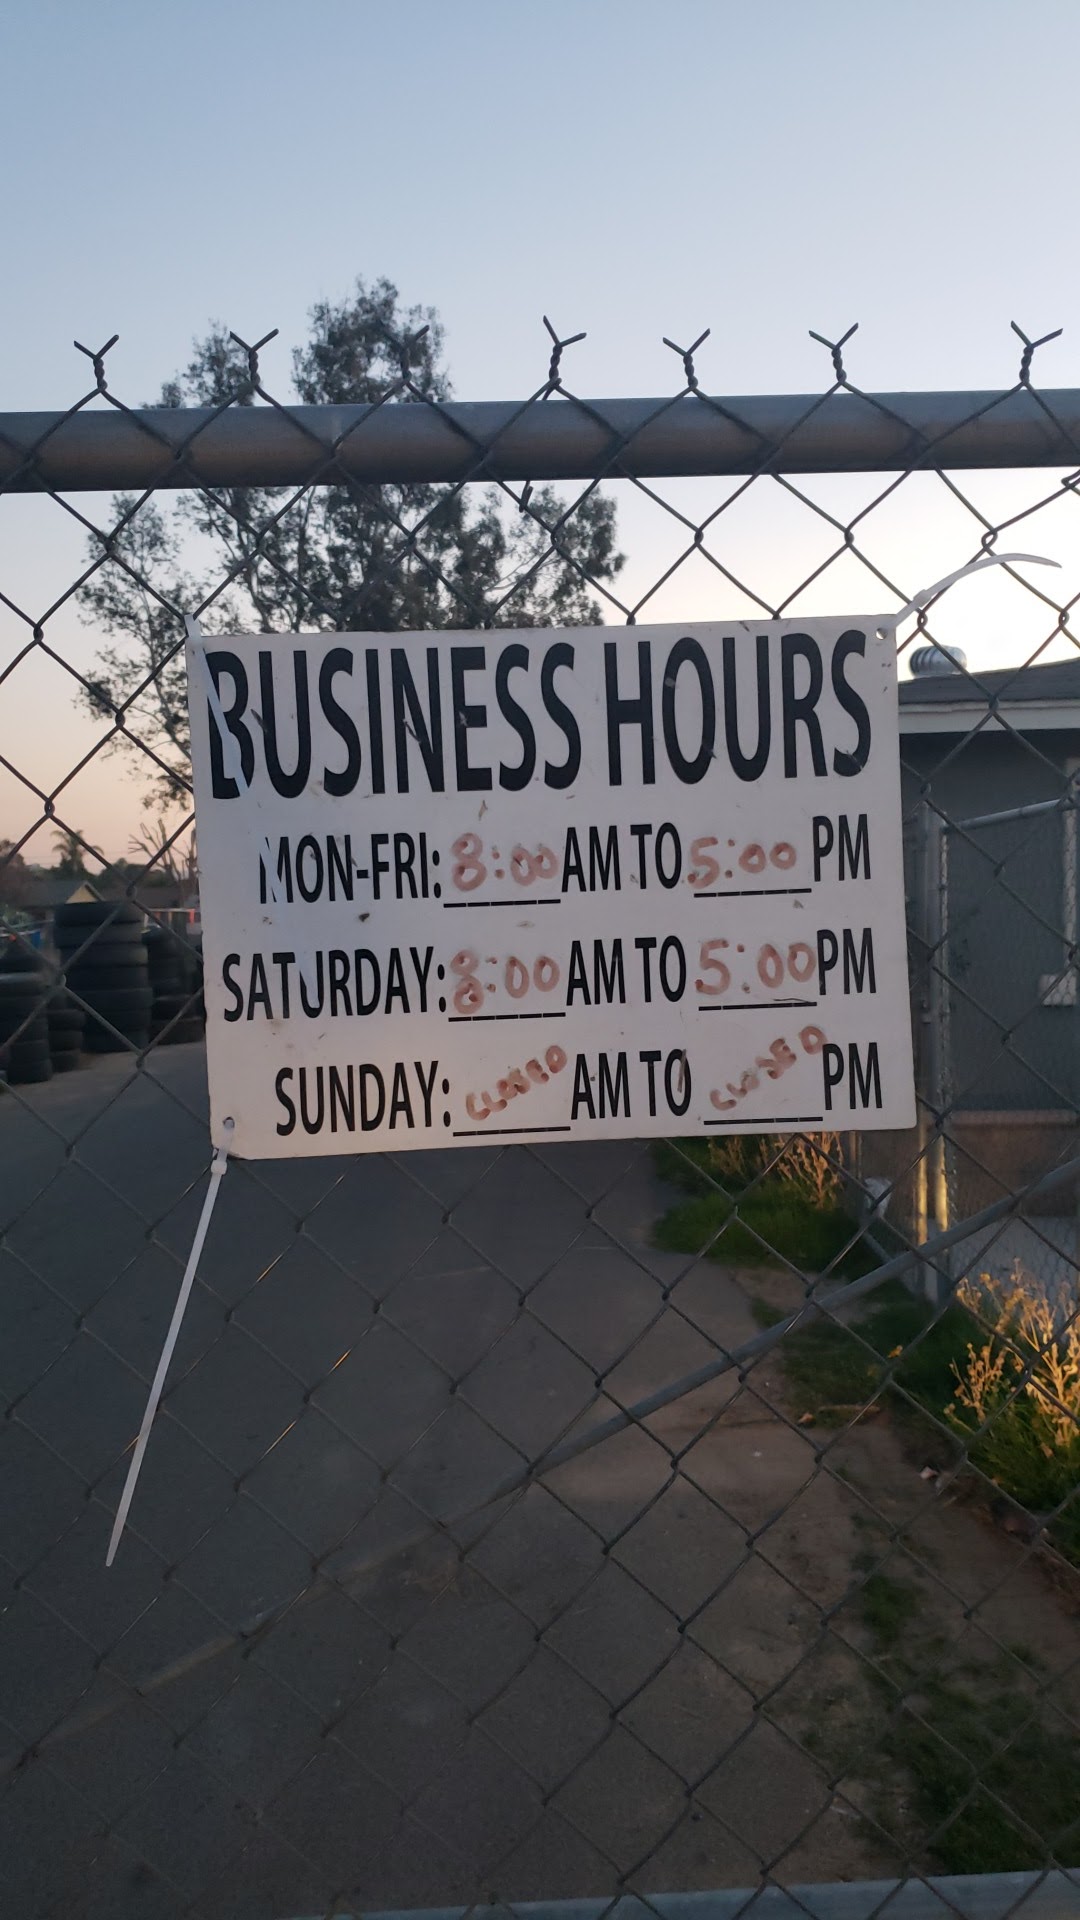 BUSINESS HOURS
MON-FRI: 8:00 AM TO 5:00 PM
SATURDAY: 8:00 AM TO 5:00 PM
SUNDAY: CLOSED AM TO CLOSED PM